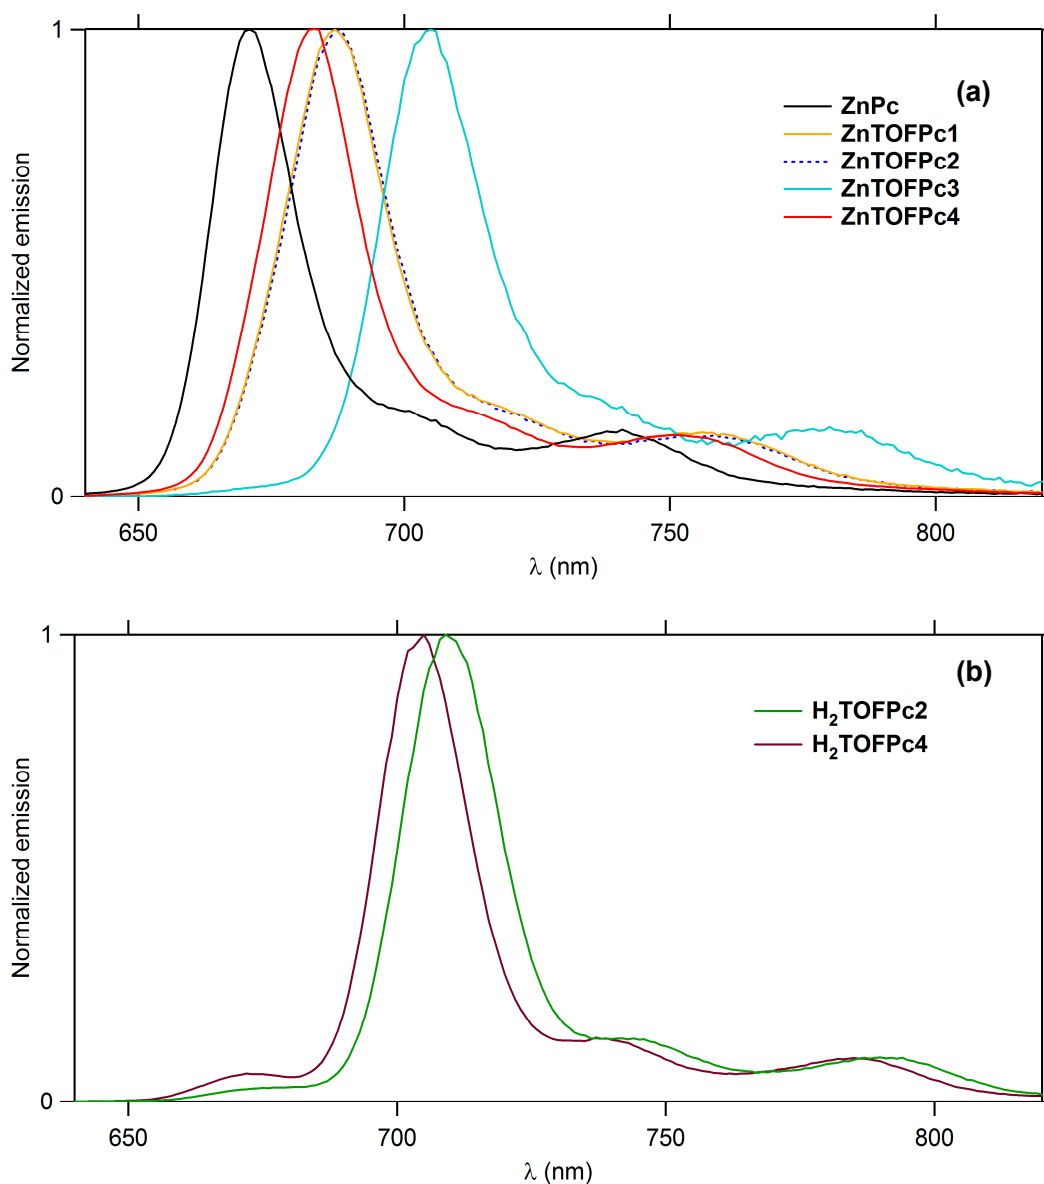 1
(a)
ZnPc
ZnTOFPc1
ZnTOFPc2
ZnTOFPc3
ZnTOFPc4
Normalized emission
0
650 700 750 800
λ (nm)
1
(b)
H₂TOFPc2
H₂TOFPc4
Normalized emission
0
650 700 750 800
λ (nm)